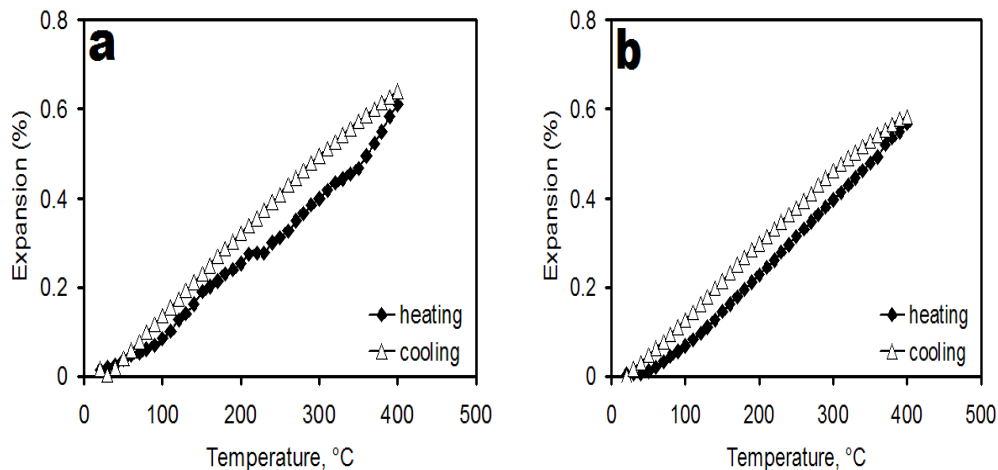 a
0.8
0.6
0.4
0.2
0
Expansion (%)
heating
cooling
0 100 200 300 400 500
Temperature, °C
b
0.8
0.6
0.4
0.2
0
Expansion (%)
heating
cooling
0 100 200 300 400 500
Temperature, °C